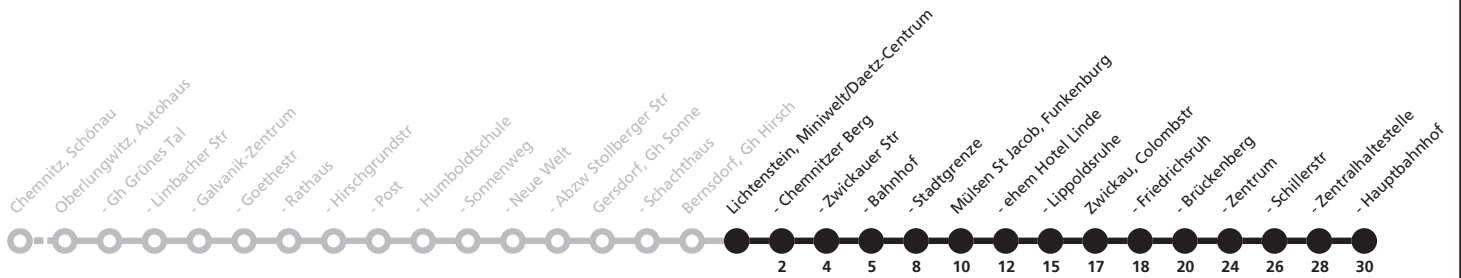 Chemnitz, Schönau
Oberlungwitz, Autohaus
- Gh Grünes Tal
- Limbacher Str
- Galvanik-Zentrum
- Goethestr
- Rathaus
- Hirschgrundstr
- Post
- Humboldtschule
- Sonnenweg
- Neue Welt
- Abzw Stollberger Str
Gersdorf, Gh Sonne
- Schachthaus
Bernsdorf, Gh Hirsch
Lichtenstein, Miniwelt/Daetz-Centrum
- Chemnitzer Berg
- Zwickauer Str
- Bahnhof
- Stadtgrenze
Mülsen St Jacob, Funkenburg
- ehem Hotel Linde
- Lippoldsruhe
Zwickau, Colombstr
- Friedrichsruh
- Brückenberg
- Zentrum
- Schillerstr
- Zentralhaltestelle
- Hauptbahnhof
2 4 5 8 10 12 15 17 18 20 24 26 28 30